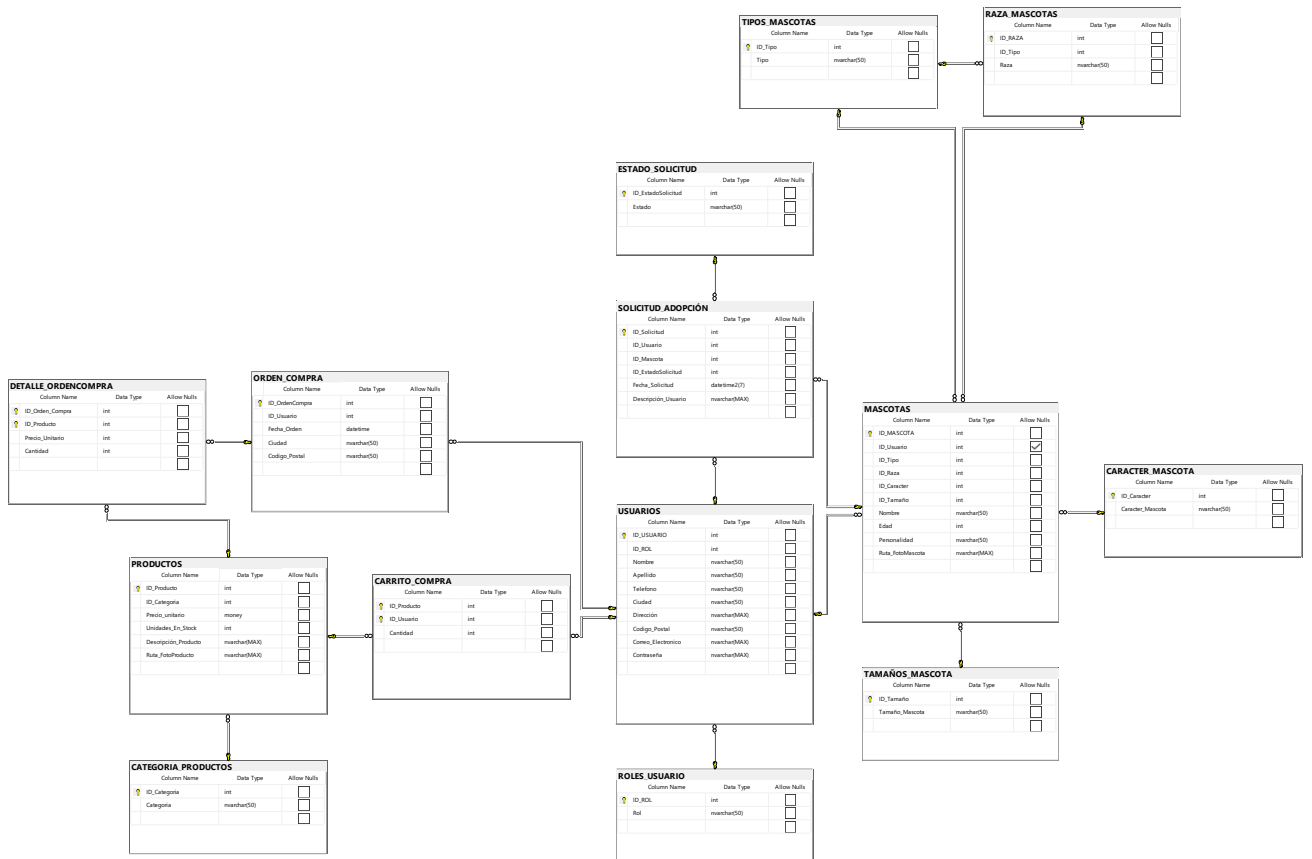 TIPOS_MASCOTAS
Column Name Data Type Allow Nulls
ID_Tipo int
Tipo nvarchar(50)
RAZA_MASCOTAS
Column Name Data Type Allow Nulls
ID_RAZA int
ID_Tipo int
Raza nvarchar(50)
ESTADO_SOLICITUD
Column Name Data Type Allow Nulls
ID_EstadoSolicitud int
Estado nvarchar(50)
SOLICITUD_ADOPCIÓN
Column Name Data Type Allow Nulls
ID_Solicitud int
ID_Usuario int
ID_Mascota int
ID_EstadoSolicitud int
Fecha_Solicitud datetime2(7)
Descripción_Usuario nvarchar(MAX)
DETALLE_ORDENCOMPRA
Column Name Data Type Allow Nulls
ID_Orden_Compra int
ID_Producto int
Precio_Unitario int
Cantidad int
ORDEN_COMPRA
Column Name Data Type Allow Nulls
ID_OrdenCompra int
ID_Usuario int
Fecha_Orden datetime
Ciudad nvarchar(50)
Codigo_Postal nvarchar(50)
MASCOTAS
Column Name Data Type Allow Nulls
ID_MASCOTA int
ID_Usuario int
ID_Tipo int
ID_Raza int
ID_Caracter int
ID_Tamaño int
Nombre nvarchar(50)
Edad int
Personalidad nvarchar(50)
Ruta_FotoMascota nvarchar(MAX)
CARACTER_MASCOTA
Column Name Data Type Allow Nulls
ID_Caracter int
Caracter_Mascota nvarchar(50)
USUARIOS
Column Name Data Type Allow Nulls
ID_USUARIO int
ID_ROL int
Nombre nvarchar(50)
Apellido nvarchar(50)
Telefono nvarchar(50)
Ciudad nvarchar(50)
Dirección nvarchar(MAX)
Codigo_Postal nvarchar(50)
Correo_Electronico nvarchar(MAX)
Contraseña nvarchar(MAX)
PRODUCTOS
Column Name Data Type Allow Nulls
ID_Producto int
ID_Categoria int
Precio_unitario money
Unidades_En_Stock int
Descripción_Producto nvarchar(MAX)
Ruta_FotoProducto nvarchar(MAX)
CARRITO_COMPRA
Column Name Data Type Allow Nulls
ID_Producto int
ID_Usuario int
Cantidad int
TAMAÑOS_MASCOTA
Column Name Data Type Allow Nulls
ID_Tamaño int
Tamaño_Mascota nvarchar(50)
CATEGORIA_PRODUCTOS
Column Name Data Type Allow Nulls
ID_Categoria int
Categoria nvarchar(50)
ROLES_USUARIO
Column Name Data Type Allow Nulls
ID_ROL int
Rol nvarchar(50)